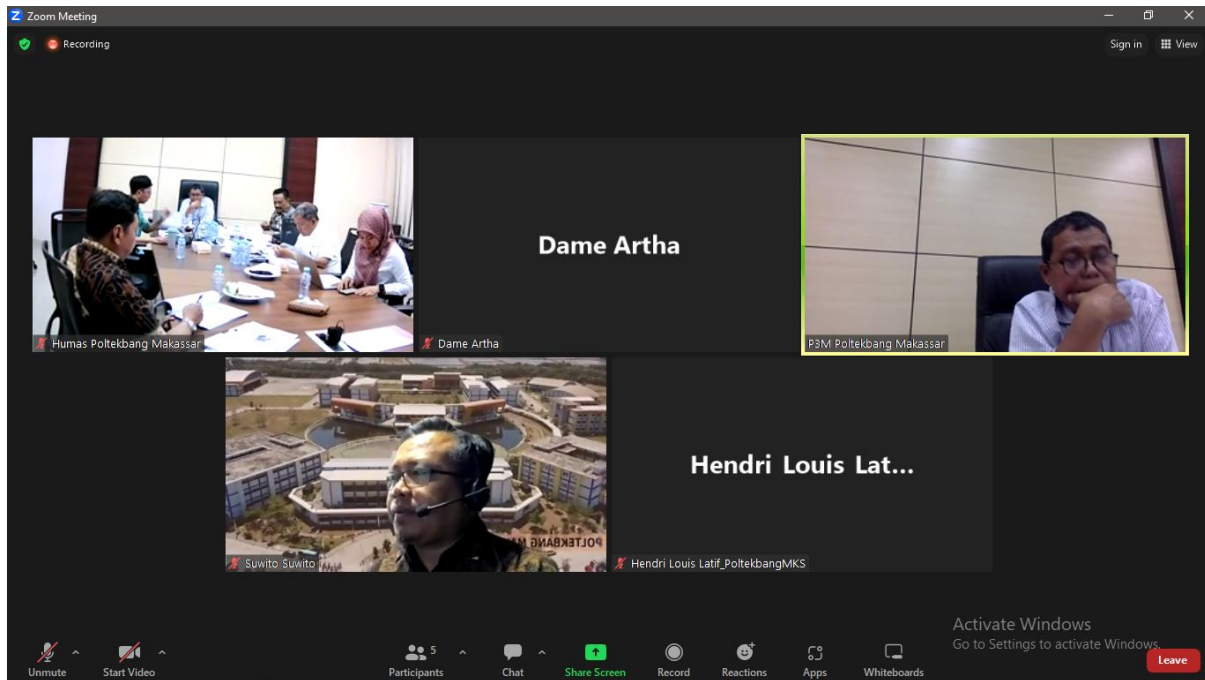 Zoom Meeting
Recording
Sign in
View
Humas Poltekbang Makassar
Dame Artha
Dame Artha
P3M Poltekbang Makassar
POLTEKBANG MA
Suwito Suwito
Hendri Louis Lat...
Hendri Louis Latif_PoltekbangMKS
Activate Windows
Go to Settings to activate Windows.
Unmute
Start Video
5
Participants
Chat
Share Screen
Record
Reactions
Apps
Whiteboards
Leave